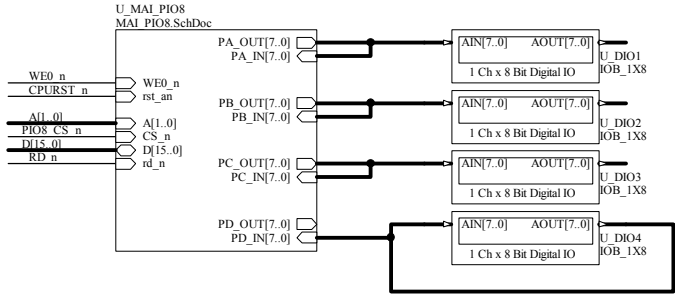 U_MAI_PIO8
MAI_PIO8.SchDoc
WE0_n
CPURST_n
A[1..0]
PIO8_CS_n
D[15..0]
RD_n
WE0_n
rst_an
A[1..0]
CS_n
D[15..0]
rd_n
PA_OUT[7..0]
PA_IN[7..0]
PB_OUT[7..0]
PB_IN[7..0]
PC_OUT[7..0]
PC_IN[7..0]
PD_OUT[7..0]
PD_IN[7..0]
AIN[7..0] AOUT[7..0]
1 Ch x 8 Bit Digital IO
U_DIO1
IOB_1X8
AIN[7..0] AOUT[7..0]
1 Ch x 8 Bit Digital IO
U_DIO2
IOB_1X8
AIN[7..0] AOUT[7..0]
1 Ch x 8 Bit Digital IO
U_DIO3
IOB_1X8
AIN[7..0] AOUT[7..0]
1 Ch x 8 Bit Digital IO
U_DIO4
IOB_1X8